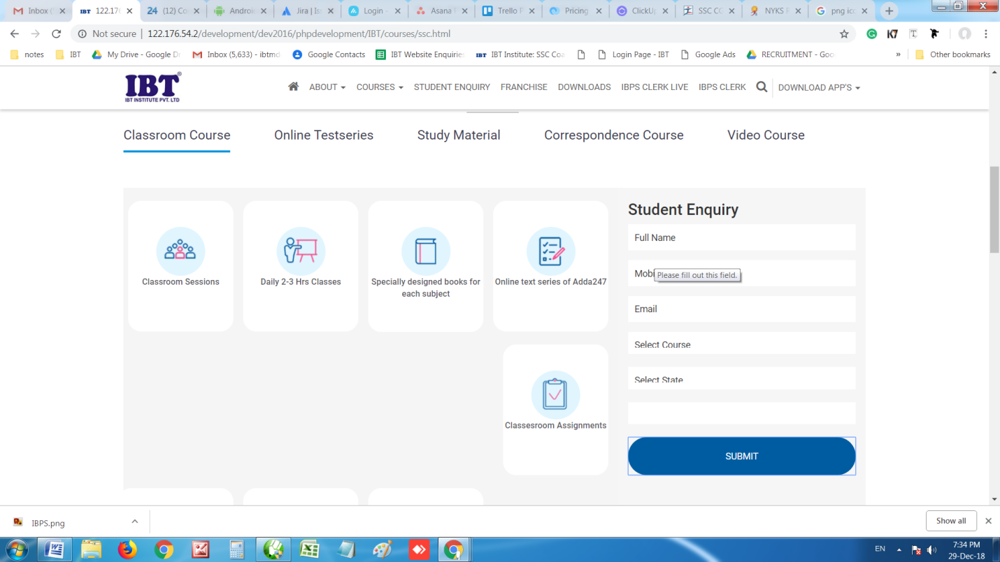 Inbox (
122.176
(12) Co
Android
Jira | Iss
Login -
Asana
Trello P
Pricing
ClickUp
SSC CG
NYKS R
png ico
Not secure | 122.176.54.2/development/dev2016/phpdevelopment/IBT/courses/ssc.html
notes
IBT
My Drive - Google Dr
Inbox (5,633) - ibtmd
Google Contacts
IBT Website Enquiries
IBT Institute: SSC Coa
Login Page - IBT
Google Ads
RECRUITMENT - Goo
»
Other bookmarks
IBT®
IBT INSTITUTE PVT. LTD
ABOUT
COURSES
STUDENT ENQUIRY
FRANCHISE
DOWNLOADS
IBPS CLERK LIVE
IBPS CLERK
DOWNLOAD APP'S
Classroom Course
Online Testseries
Study Material
Correspondence Course
Video Course
Classroom Sessions
Daily 2-3 Hrs Classes
Specially designed books for
each subject
Online text series of Adda247
Classesroom Assignments
Student Enquiry
Full Name
Mobi
Please fill out this field.
Email
Select Course
Select State
SUBMIT
IBPS.png
Show all
EN
7:34 PM
29-Dec-18